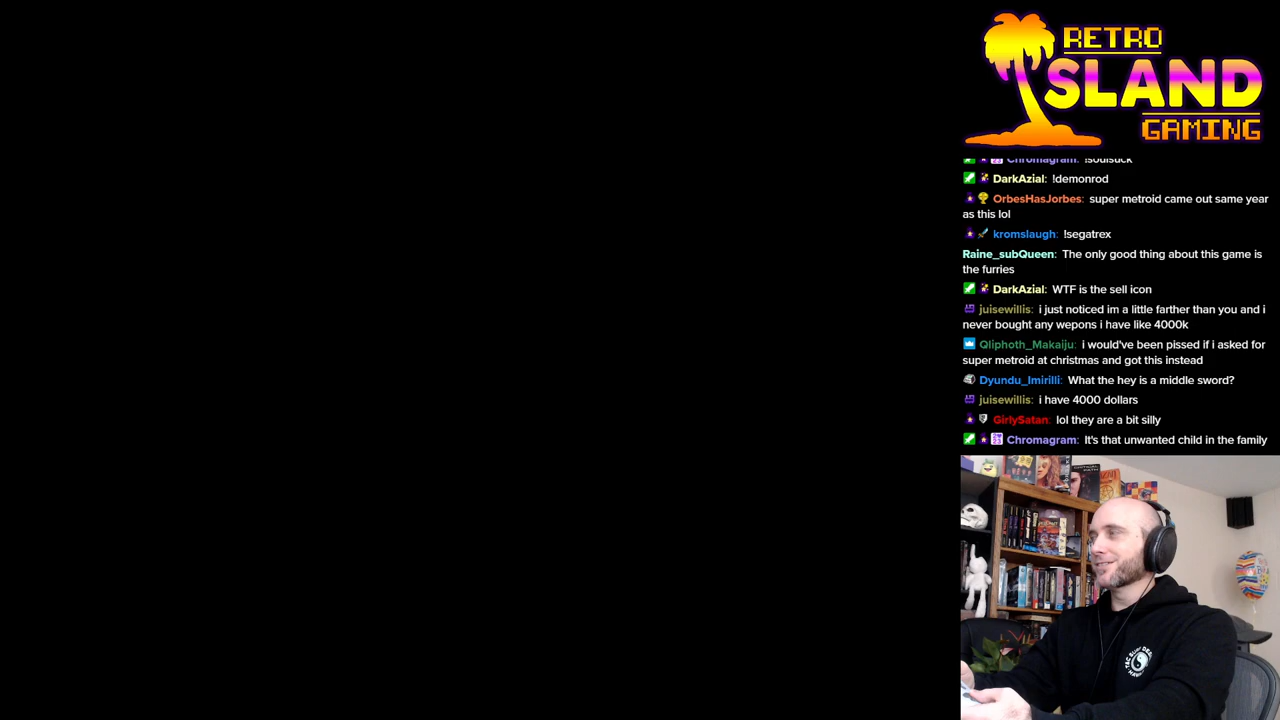 RETRO
ISLAND
GAMING
Chromagram: !soulsuck
DarkAzial: !demonrod
OrbesHasJorbes: super metroid came out same year
as this lol
kromslaugh: !segatrex
Raine_subQueen: The only good thing about this game is
the furries
DarkAzial: WTF is the sell icon
juisewillis: i just noticed im a little farther than you and i
never bought any wepons i have like 4000k
Qliphoth_Makaiju: i would've been pissed if i asked for
super metroid at christmas and got this instead
Dyundu_Imirilli: What the hey is a middle sword?
juisewillis: i have 4000 dollars
GirlySatan: lol they are a bit silly
Chromagram: It's that unwanted child in the family